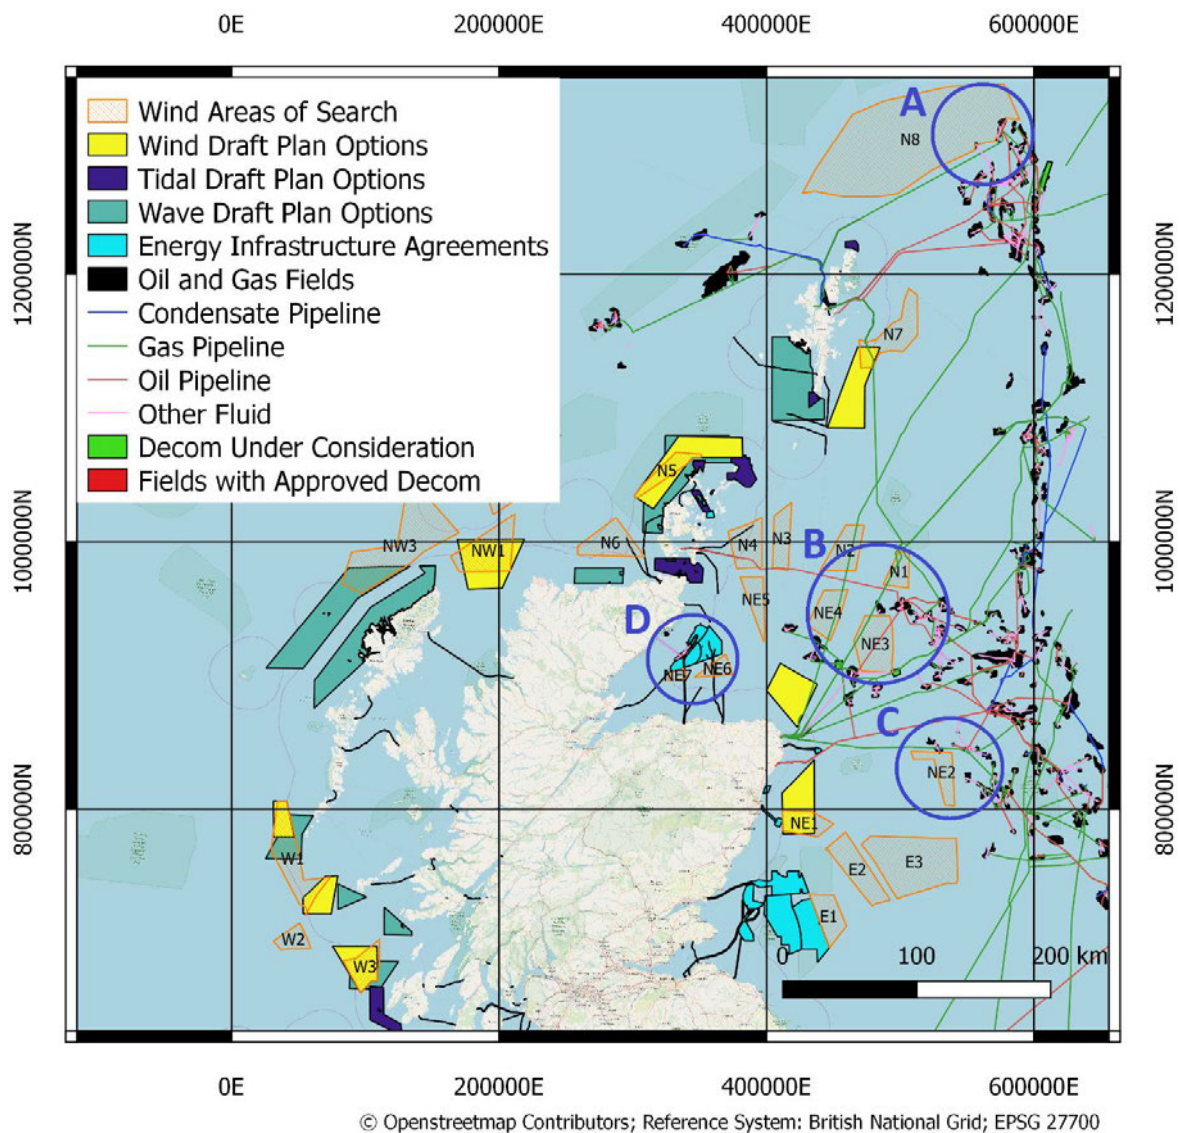 0E 200000E 400000E 600000E
Wind Areas of Search
Wind Draft Plan Options
Tidal Draft Plan Options
Wave Draft Plan Options
Energy Infrastructure Agreements
Oil and Gas Fields
Condensate Pipeline
Gas Pipeline
Oil Pipeline
Other Fluid
Decom Under Consideration
Fields with Approved Decom
A
N8
1200000N 1200000N
N7
N5
1000000N 1000000N
NW3 NW1 N6 N4 N3 N2
B
N1
NE5 NE4
D
NE3
NE7 NE6
C
NE2
800000N 800000N
NE1
W1 E2 E3
E1
W2
W3
0 100 200 km
0E 200000E 400000E 600000E
© Openstreetmap Contributors; Reference System: British National Grid; EPSG 27700